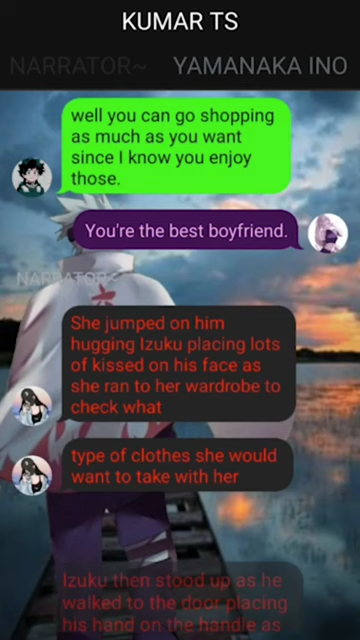 KUMAR TS
NARRATOR~ YAMANAKA INO
well you can go shopping
as much as you want
since I know you enjoy
those.
You're the best boyfriend.
NARRATOR~
She jumped on him
hugging Izuku placing lots
of kissed on his face as
she ran to her wardrobe to
check what
type of clothes she would
want to take with her
Izuku then stood up as he
walked to the door placing
his hand on the handle as